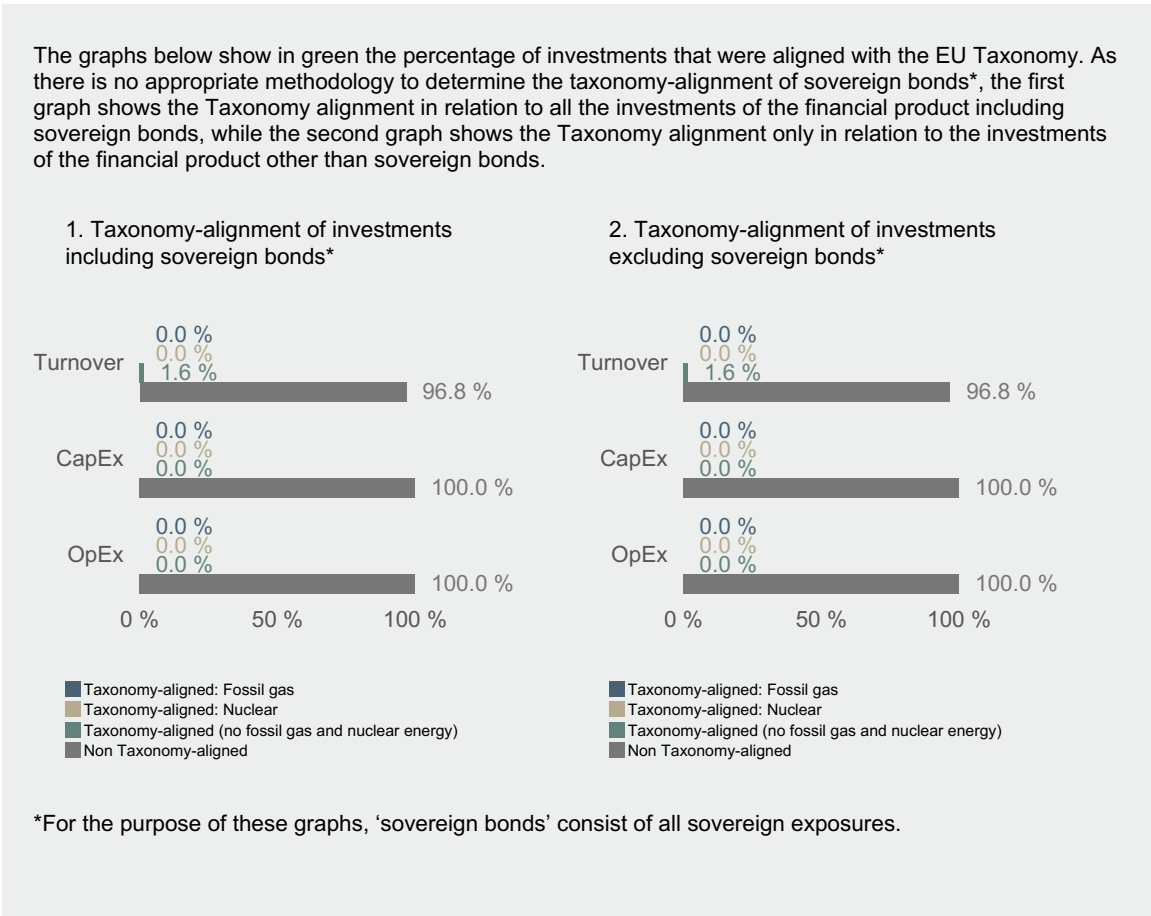 The graphs below show in green the percentage of investments that were aligned with the EU Taxonomy. As
there is no appropriate methodology to determine the taxonomy-alignment of sovereign bonds*, the first
graph shows the Taxonomy alignment in relation to all the investments of the financial product including
sovereign bonds, while the second graph shows the Taxonomy alignment only in relation to the investments
of the financial product other than sovereign bonds.
1. Taxonomy-alignment of investments
including sovereign bonds*
0.0 %
0.0 %
Turnover
1.6 %
96.8 %
0.0 %
0.0 %
CapEx
0.0 %
100.0 %
0.0 %
0.0 %
OpEx
0.0 %
100.0 %
0 % 50 % 100 %
Taxonomy-aligned: Fossil gas
Taxonomy-aligned: Nuclear
Taxonomy-aligned (no fossil gas and nuclear energy)
Non Taxonomy-aligned
2. Taxonomy-alignment of investments
excluding sovereign bonds*
0.0 %
0.0 %
Turnover
1.6 %
96.8 %
0.0 %
0.0 %
CapEx
0.0 %
100.0 %
0.0 %
0.0 %
OpEx
0.0 %
100.0 %
0 % 50 % 100 %
Taxonomy-aligned: Fossil gas
Taxonomy-aligned: Nuclear
Taxonomy-aligned (no fossil gas and nuclear energy)
Non Taxonomy-aligned
*For the purpose of these graphs, ‘sovereign bonds’ consist of all sovereign exposures.